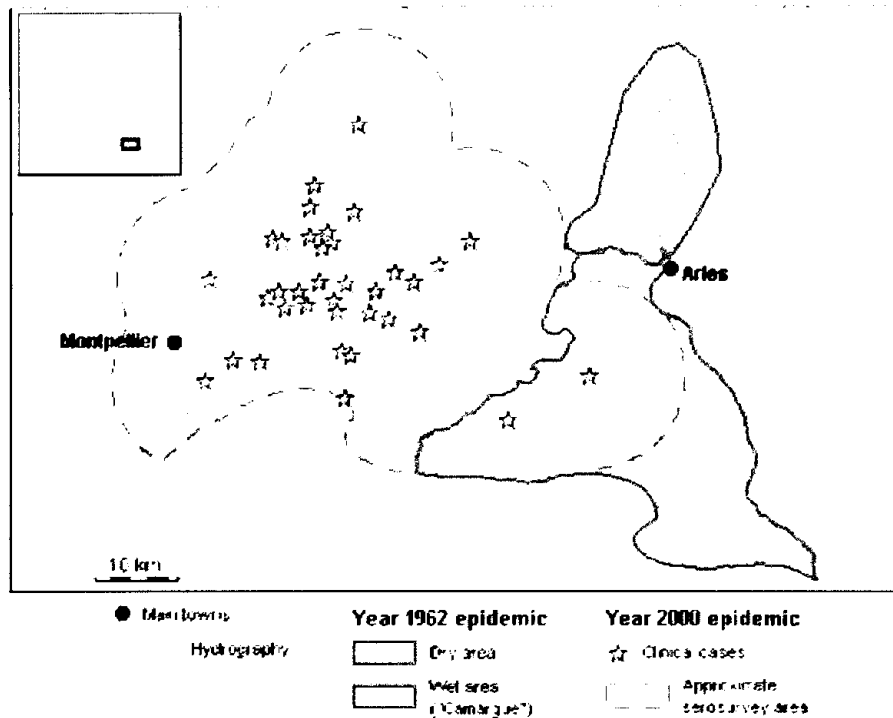 Arles
Montpellier
10 km
Main towns
Hydrography
Year 1962 epidemic
Dry area
Wet area
("Camargue")
Year 2000 epidemic
Clinical cases
Approximate
serosurvey area